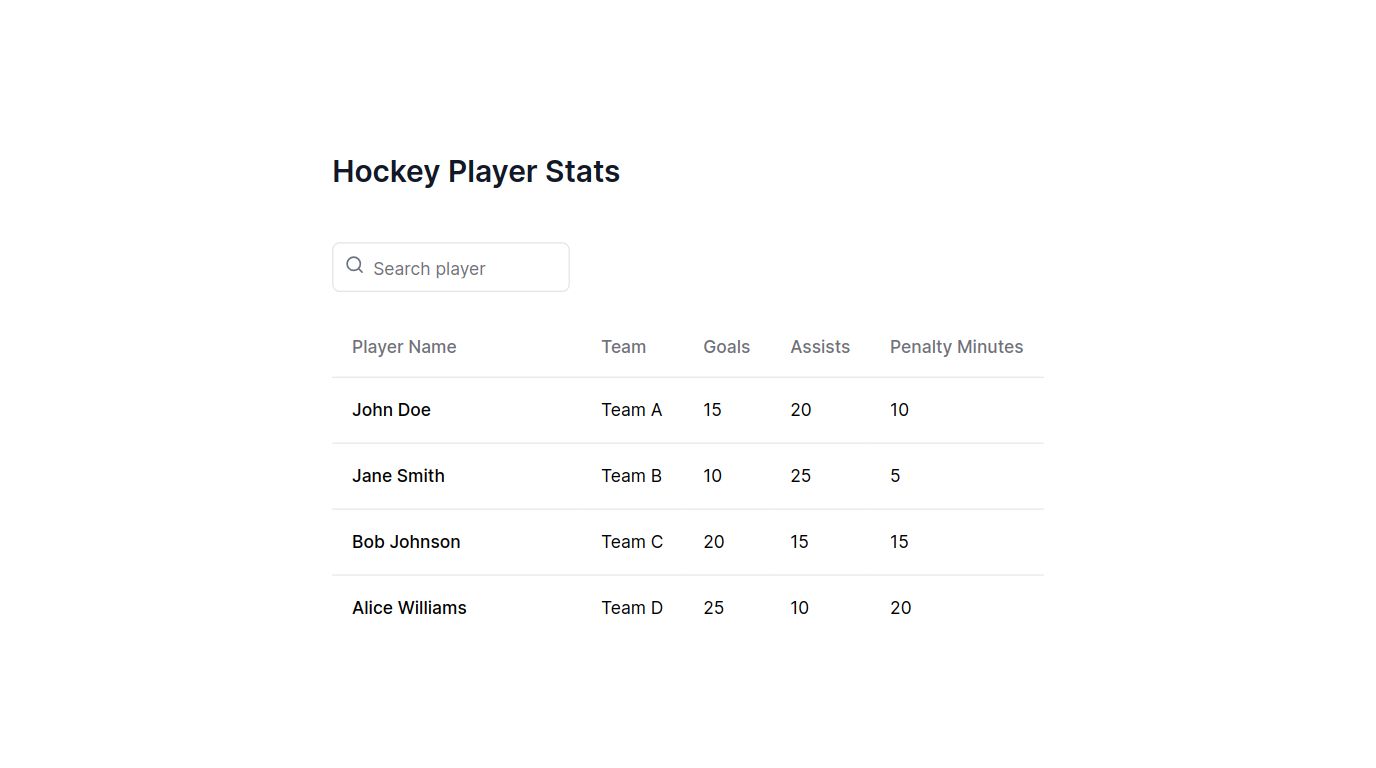 Hockey Player Stats
Search player
Player Name Team Goals Assists Penalty Minutes
John Doe Team A 15 20 10
Jane Smith Team B 10 25 5
Bob Johnson Team C 20 15 15
Alice Williams Team D 25 10 20